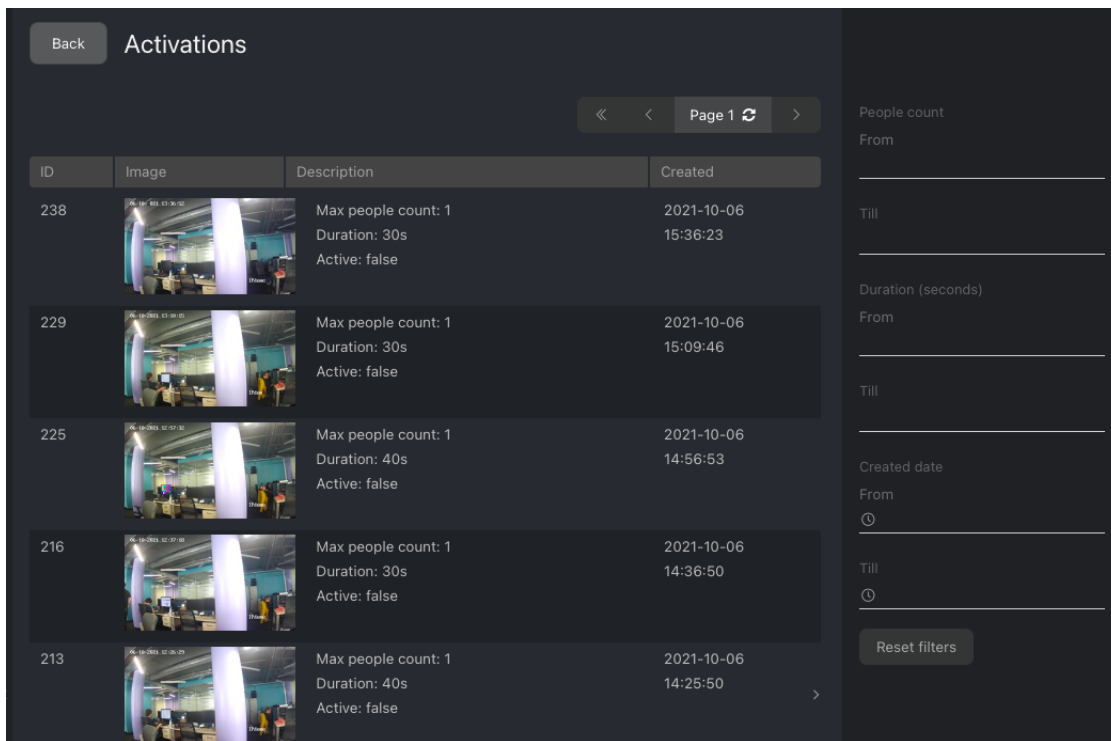 Back
Activations
Page 1
ID
Image
Description
Created
238
Max people count: 1
Duration: 30s
Active: false
2021-10-06
15:36:23
229
Max people count: 1
Duration: 30s
Active: false
2021-10-06
15:09:46
225
Max people count: 1
Duration: 40s
Active: false
2021-10-06
14:56:53
216
Max people count: 1
Duration: 30s
Active: false
2021-10-06
14:36:50
213
Max people count: 1
Duration: 40s
Active: false
2021-10-06
14:25:50
People count
From
Till
Duration (seconds)
From
Till
Created date
From
Till
Reset filters